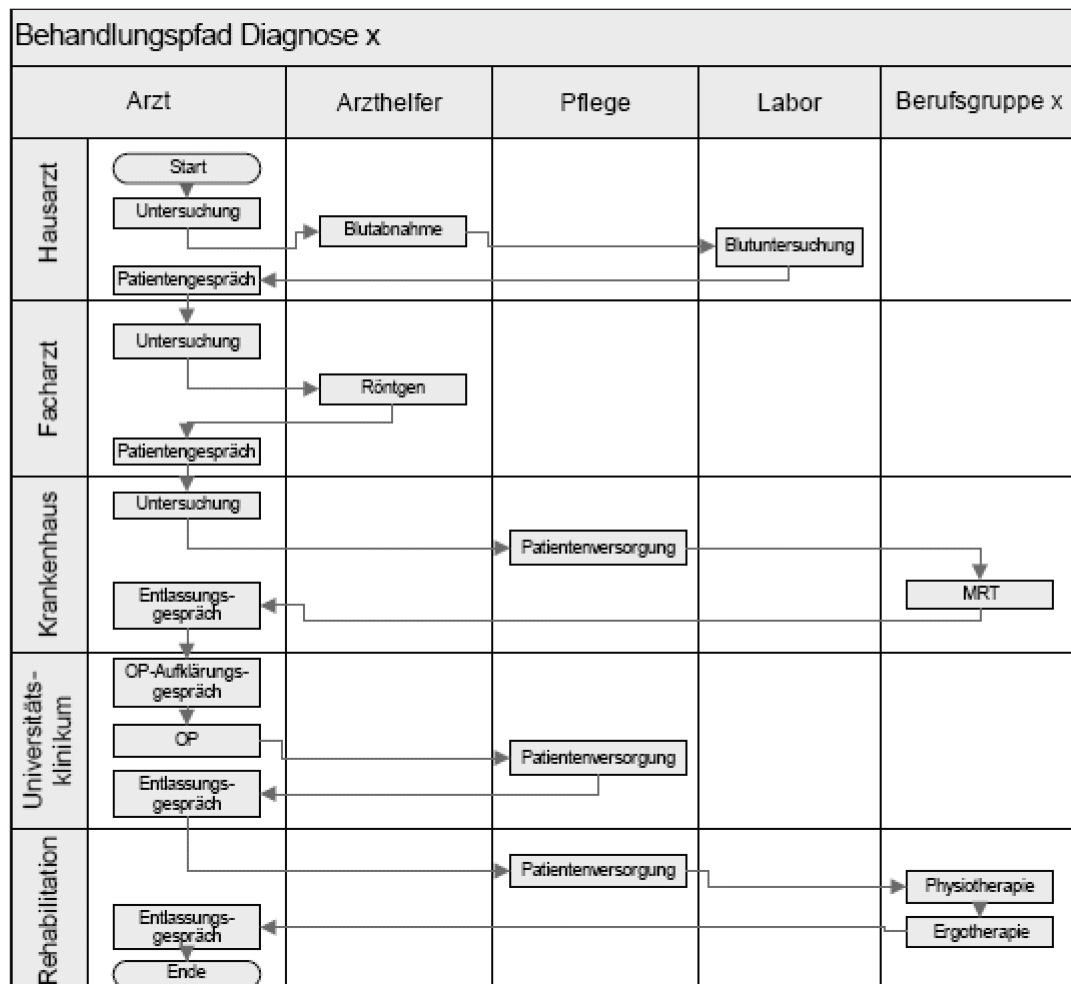 Behandlungspfad Diagnose x
Arzt
Arzthelfer
Pflege
Labor
Berufsgruppe x
Hausarzt
Start
Untersuchung
Blutabnahme
Blutuntersuchung
Patientengespräch
Facharzt
Untersuchung
Röntgen
Patientengespräch
Krankenhaus
Untersuchung
Patientenversorgung
MRT
Entlassungs-
gespräch
Universitäts-
klinikum
OP-Aufklärungs-
gespräch
OP
Patientenversorgung
Entlassungs-
gespräch
Rehabilitation
Patientenversorgung
Physiotherapie
Ergotherapie
Entlassungs-
gespräch
Ende